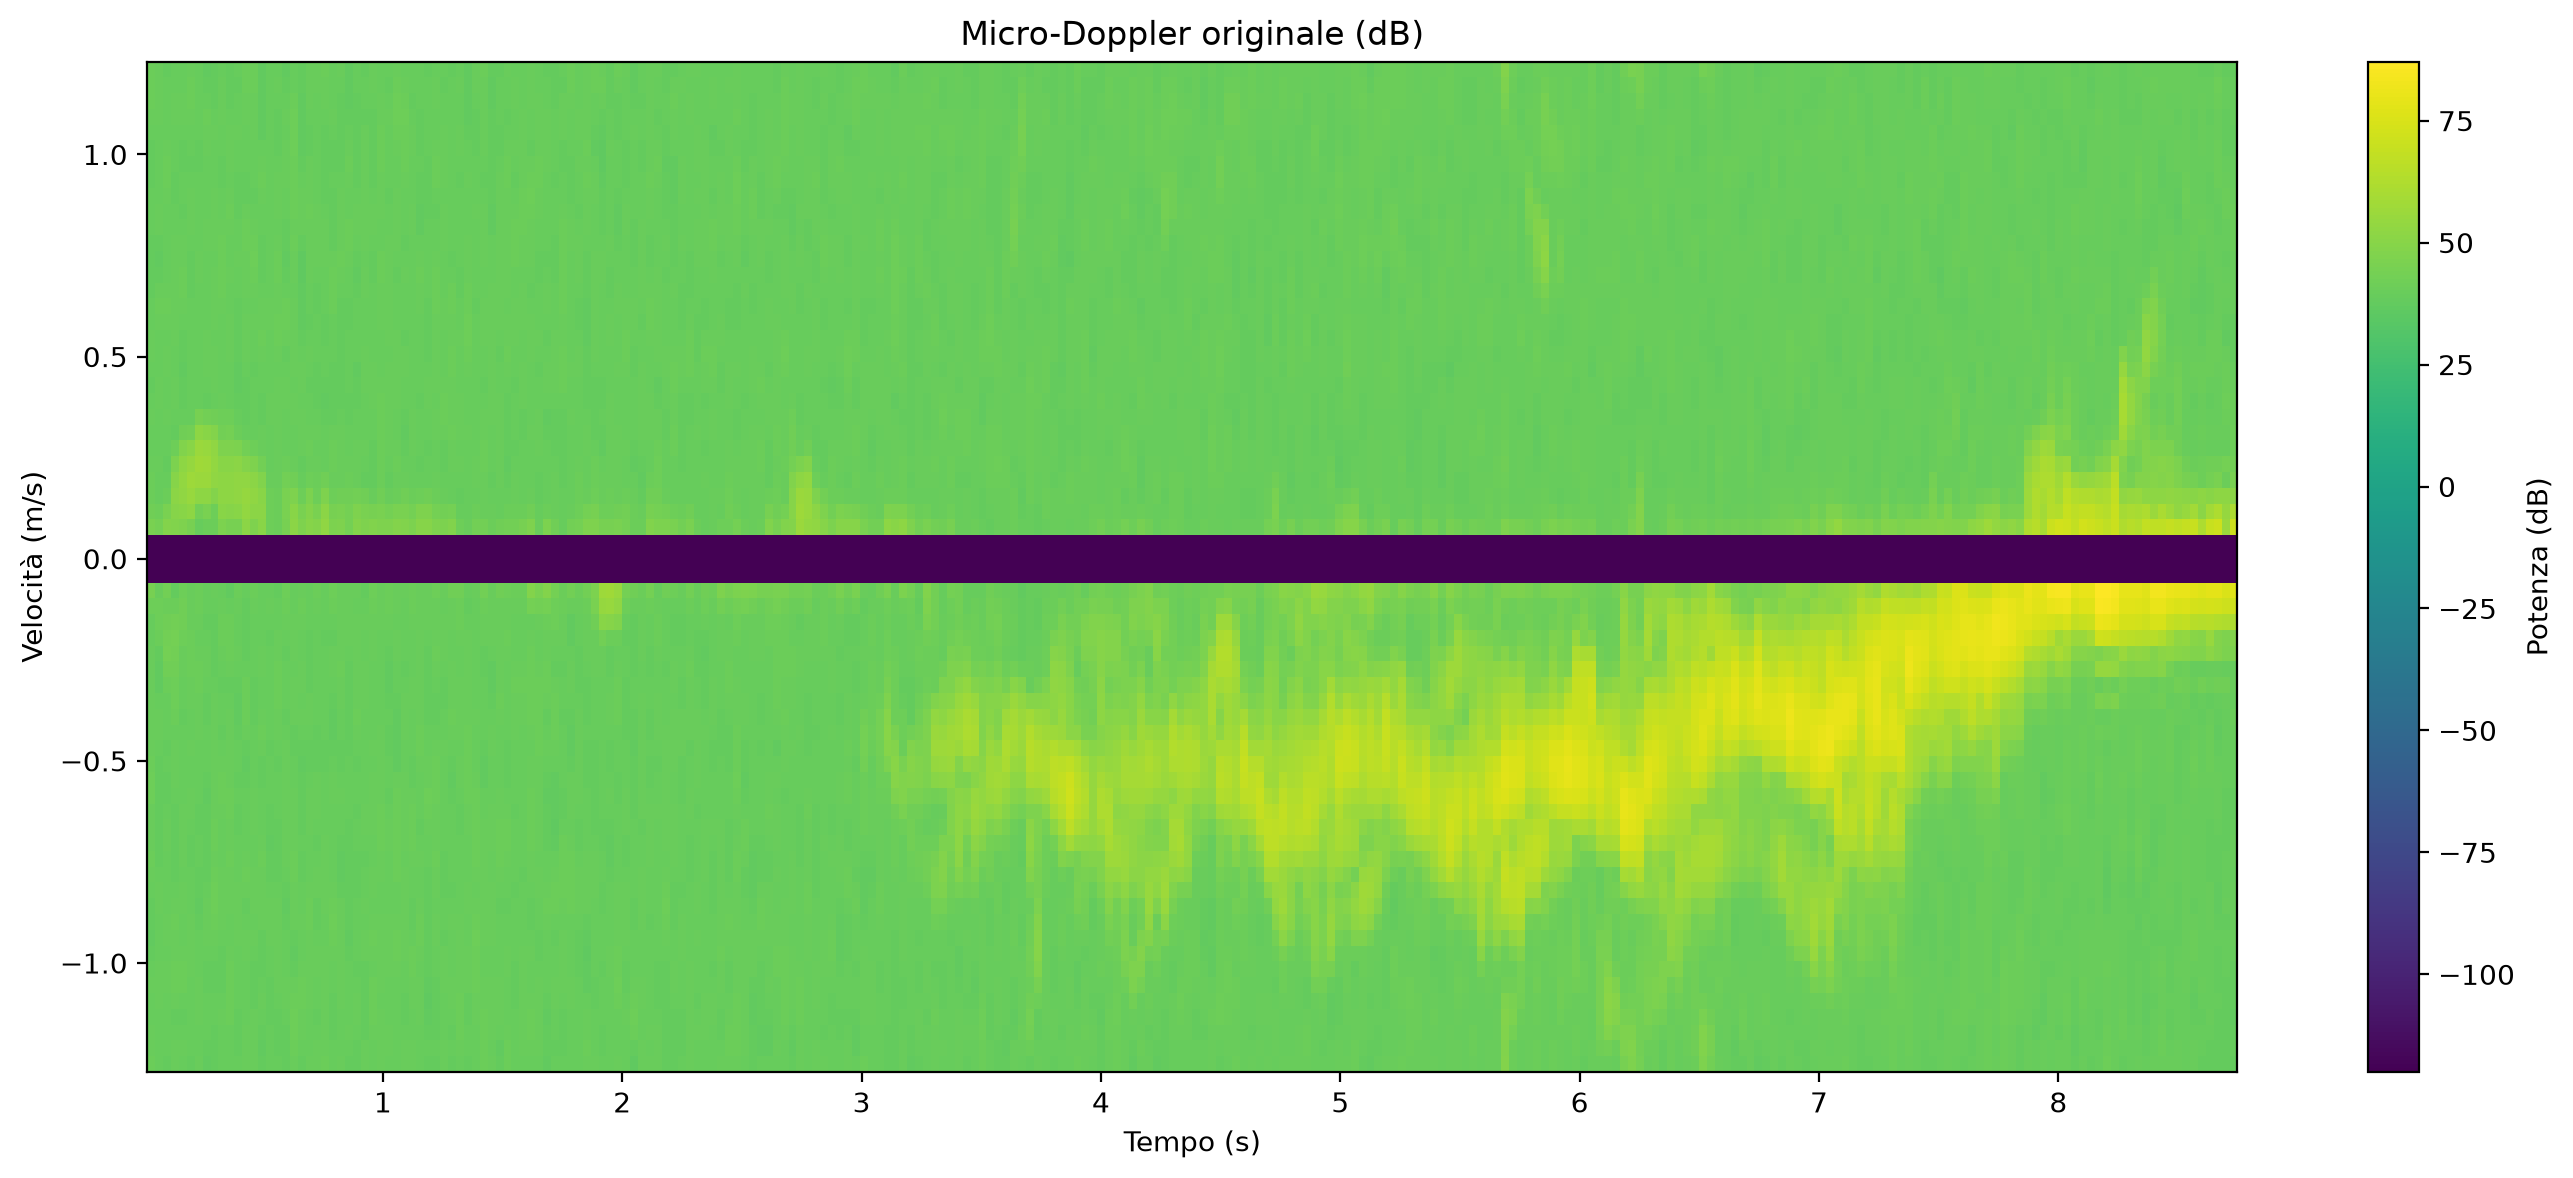 Micro-Doppler originale (dB)
1.0
0.5
0.0
−0.5
−1.0
Velocità (m/s)
1 2 3 4 5 6 7 8
Tempo (s)
75
50
25
0
−25
−50
−75
−100
Potenza (dB)